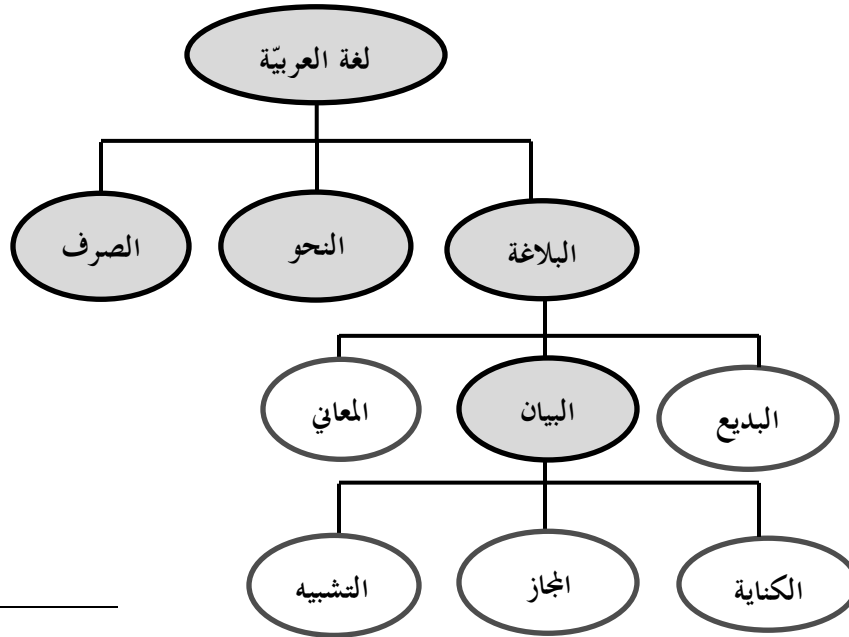 لغة العربيّة
البلاغة
النحو
الصرف
البديع
البيان
المعاني
الكناية
المجاز
التشبيه